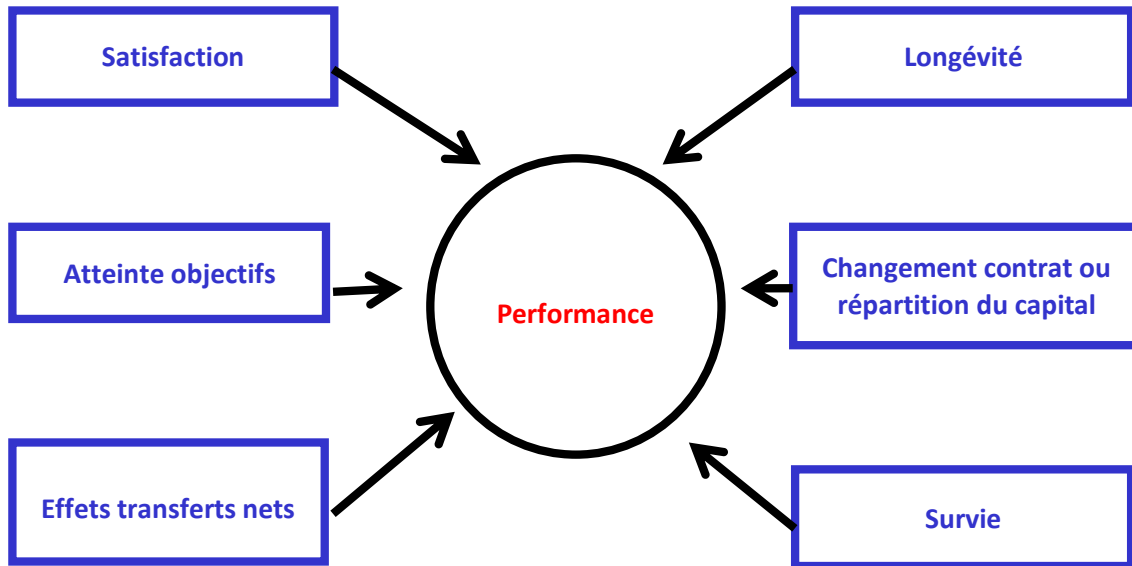 Satisfaction
Longévité
Atteinte objectifs
Changement contrat ou
répartition du capital
Performance
Effets transferts nets
Survie